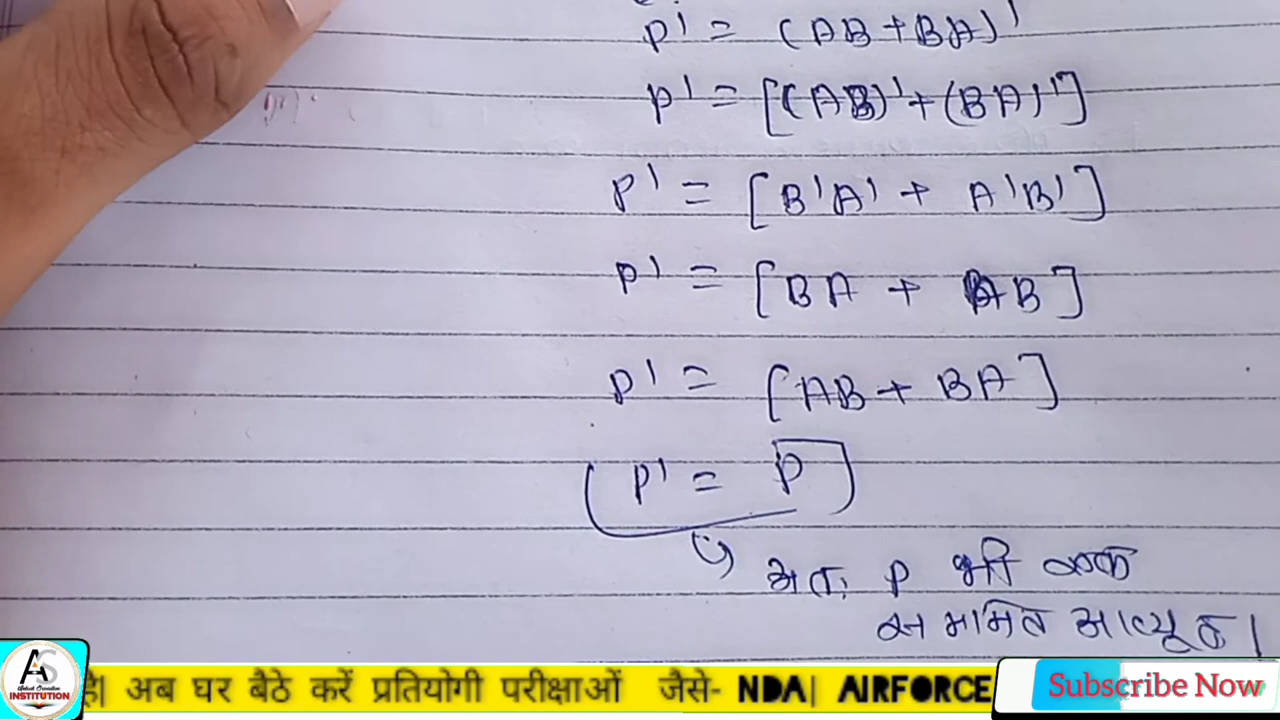 P' = (AB + BA)'
P' = [(AB)' + (BA)']
P' = [B'A' + A'B']
P' = [BA + AB]
P' = [AB + BA]
P' = P
अतः P भी एक
सममित आव्यूह।
है| अब घर बैठे करें प्रतियोगी परीक्षाओं जैसे- NDA| AIRFORCE
AS
INSTITUTION
Subscribe Now